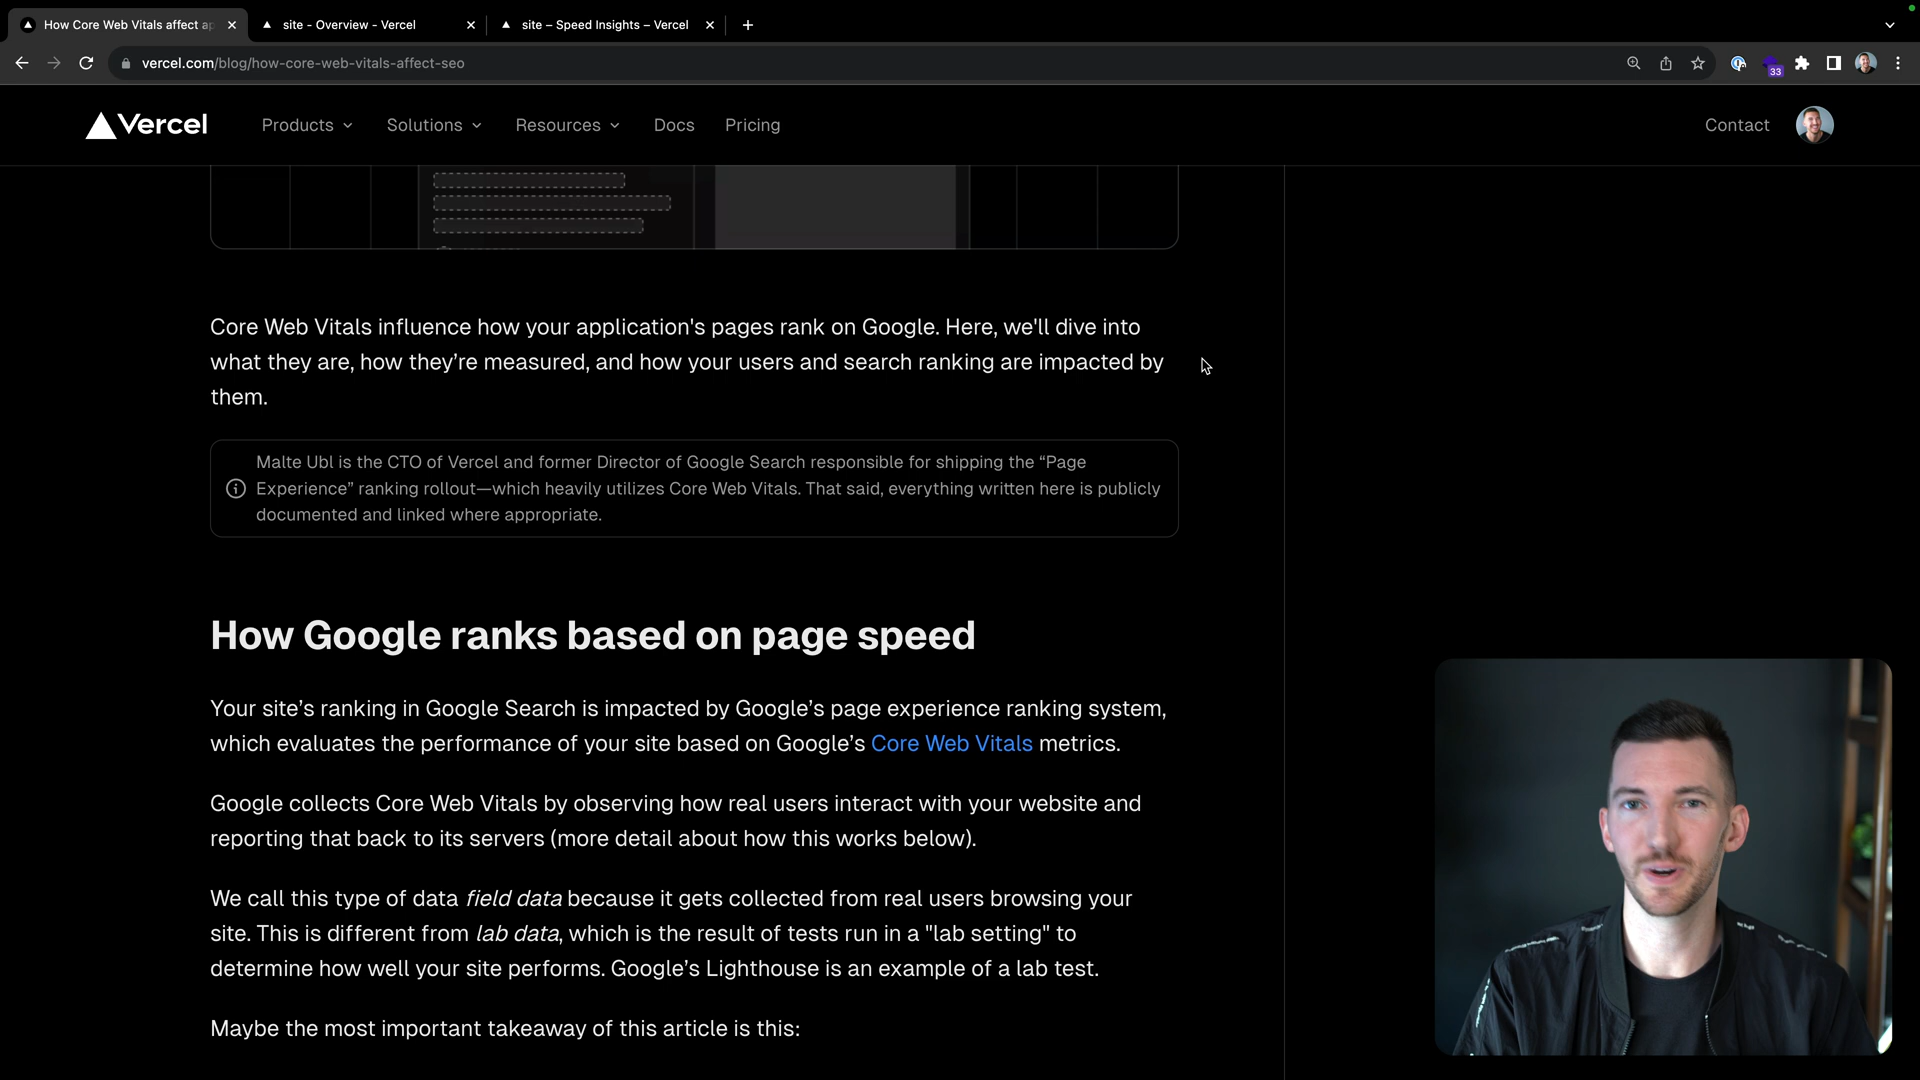 How Core Web Vitals affect
site - Overview - Vercel
site – Speed Insights – Vercel
vercel.com/blog/how-core-web-vitals-affect-seo
33
Vercel
Products
Solutions
Resources
Docs
Pricing
Contact
Core Web Vitals influence how your application's pages rank on Google. Here, we'll dive into
what they are, how they’re measured, and how your users and search ranking are impacted by
them.
Malte Ubl is the CTO of Vercel and former Director of Google Search responsible for shipping the “Page
Experience” ranking rollout—which heavily utilizes Core Web Vitals. That said, everything written here is publicly
documented and linked where appropriate.
How Google ranks based on page speed
Your site’s ranking in Google Search is impacted by Google’s page experience ranking system,
which evaluates the performance of your site based on Google’s Core Web Vitals metrics.
Google collects Core Web Vitals by observing how real users interact with your website and
reporting that back to its servers (more detail about how this works below).
We call this type of data field data because it gets collected from real users browsing your
site. This is different from lab data, which is the result of tests run in a "lab setting" to
determine how well your site performs. Google’s Lighthouse is an example of a lab test.
Maybe the most important takeaway of this article is this: